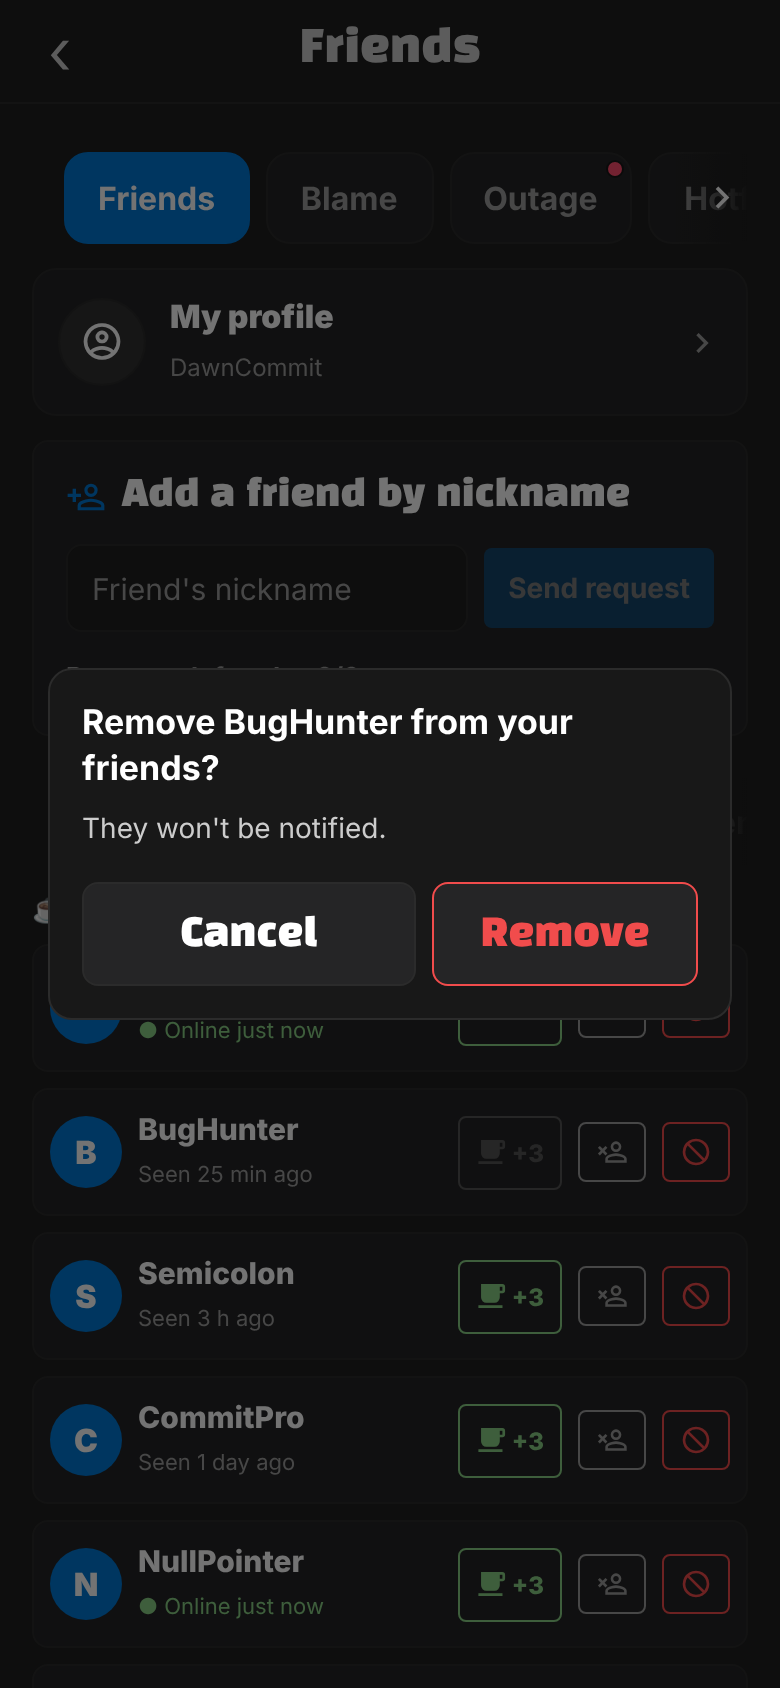 Friends
Friends
Blame
Outage
My profile
DawnCommit
Add a friend by nickname
Friend's nickname
Send request
Remove BugHunter from your
friends?
They won't be notified.
Cancel
Remove
Online just now
B
BugHunter
Seen 25 min ago
+3
S
Semicolon
Seen 3 h ago
+3
C
CommitPro
Seen 1 day ago
+3
N
NullPointer
Online just now
+3